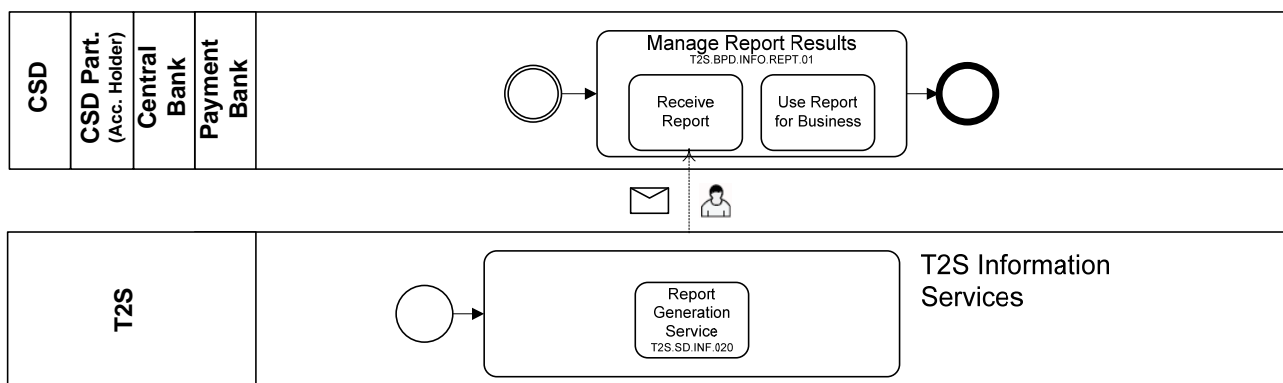 CSD
CSD Part.
(Acc. Holder)
Central
Bank
Payment
Bank
Manage Report Results
T2S.BPD.INFO.REPT.01
Receive
Report
Use Report
for Business
T2S
Report
Generation
Service
T2S.SD.INF.020
T2S Information
Services